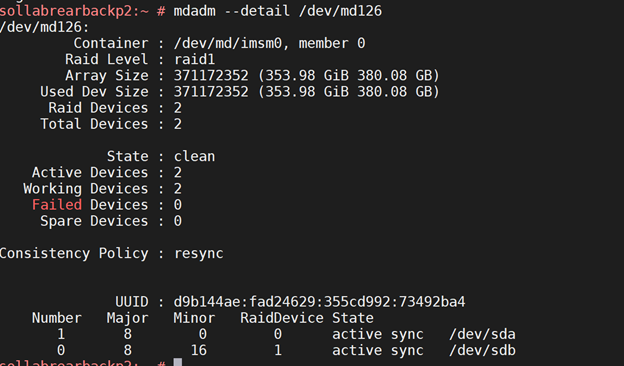 sollabrearbackp2:~ # mdadm --detail /dev/md126
/dev/md126:
Container : /dev/md/imsm0, member 0
Raid Level : raid1
Array Size : 371172352 (353.98 GiB 380.08 GB)
Used Dev Size : 371172352 (353.98 GiB 380.08 GB)
Raid Devices : 2
Total Devices : 2
State : clean
Active Devices : 2
Working Devices : 2
Failed Devices : 0
Spare Devices : 0
Consistency Policy : resync
UUID : d9b144ae:fad24629:355cd992:73492ba4
Number Major Minor RaidDevice State
1 8 0 0 active sync /dev/sda
0 8 16 1 active sync /dev/sdb
sollabrearbackp2:~ #